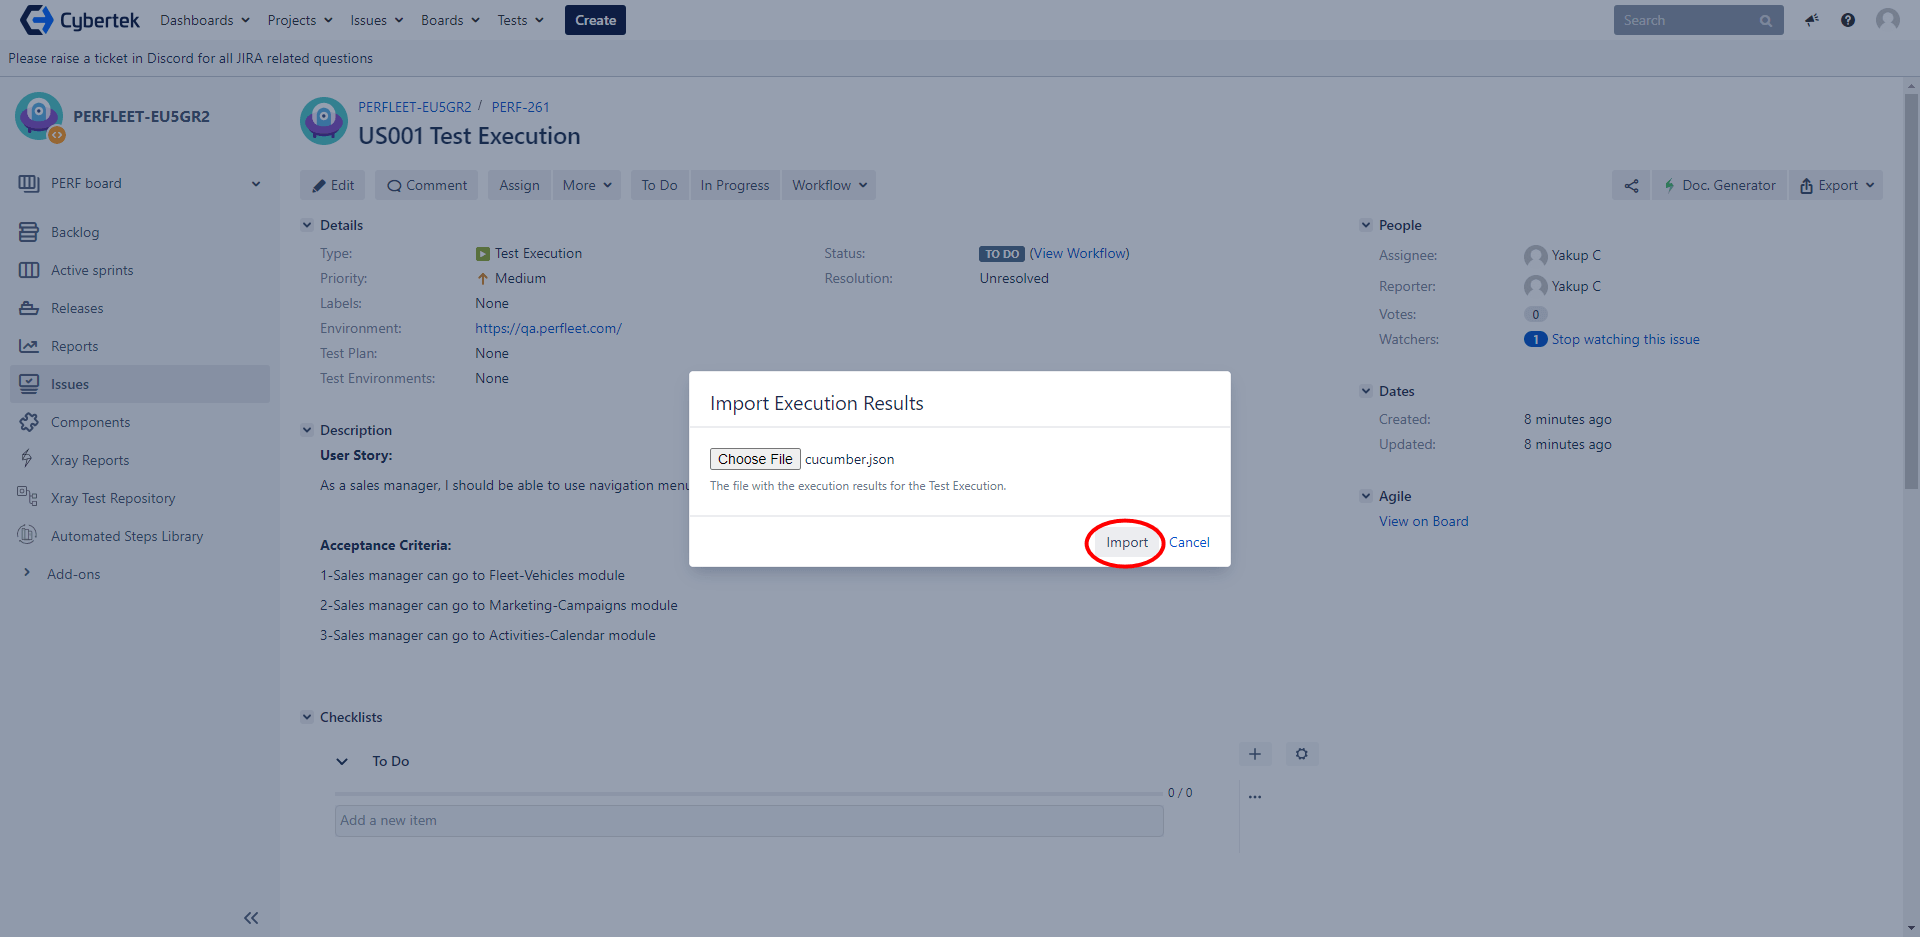 Cybertek Dashboards Projects Issues Boards Tests Create Search
Please raise a ticket in Discord for all JIRA related questions
PERFLEET-EU5GR2
PERF board
Backlog
Active sprints
Releases
Reports
Issues
Components
Xray Reports
Xray Test Repository
Automated Steps Library
Add-ons
PERFLEET-EU5GR2 / PERF-261
US001 Test Execution
Edit Comment Assign More To Do In Progress Workflow Doc. Generator Export
Details
Type: Test Execution
Priority: Medium
Labels: None
Environment: https://qa.perfleet.com/
Test Plan: None
Test Environments: None
Status: TO DO (View Workflow)
Resolution: Unresolved
Description
User Story:
As a sales manager, I should be able to use navigation menu
Acceptance Criteria:
1-Sales manager can go to Fleet-Vehicles module
2-Sales manager can go to Marketing-Campaigns module
3-Sales manager can go to Activities-Calendar module
Checklists
To Do
0 / 0
Add a new item
Import Execution Results
Choose File cucumber.json
The file with the execution results for the Test Execution.
Import Cancel
People
Assignee: Yakup C
Reporter: Yakup C
Votes: 0
Watchers: 1 Stop watching this issue
Dates
Created: 8 minutes ago
Updated: 8 minutes ago
Agile
View on Board